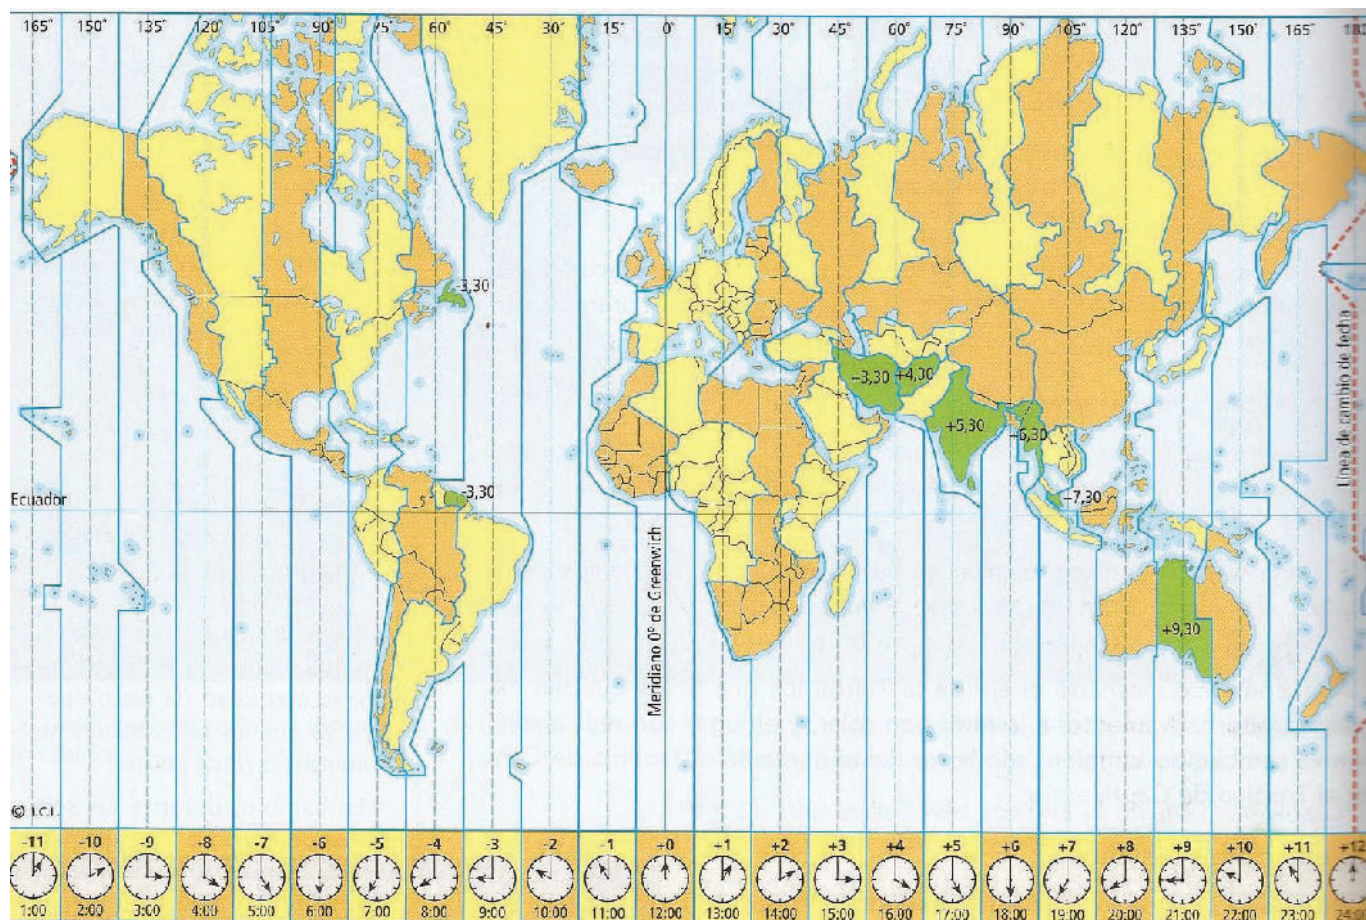 165° 150° 135° 120° 105° 90° 75° 60° 45° 30° 15° 0° 15° 30° 45° 60° 75° 90° 105° 120° 135° 150° 165°
-3,30
-3,30
+4,30
+5,30
+6,30
-3,30
+7,30
+9,30
Ecuador
Meridiano 0º de Greenwich
Línea de cambio de fecha
-11 -10 -9 -8 -7 -6 -5 -4 -3 -2 -1 +0 +1 +2 +3 +4 +5 +6 +7 +8 +9 +10 +11 +12
1:00 2:00 3:00 4:00 5:00 6:00 7:00 8:00 9:00 10:00 11:00 12:00 13:00 14:00 15:00 16:00 17:00 18:00 19:00 20:00 21:00 22:00 23:00